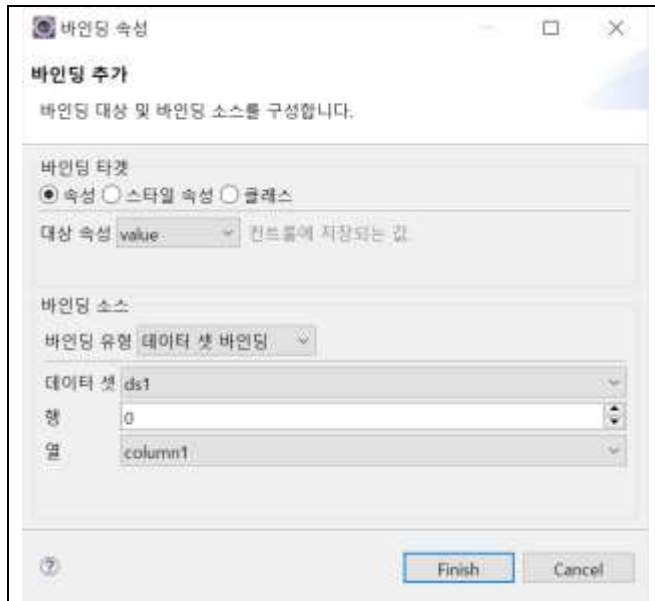 바인딩 속성
바인딩 추가
바인딩 대상 및 바인딩 소스를 구성합니다.
바인딩 타겟
속성 스타일 속성 클래스
대상 속성 value 컨트롤에 저장되는 값.
바인딩 소스
바인딩 유형 데이터 셋 바인딩
데이터 셋 ds1
행 0
열 column1
Finish Cancel